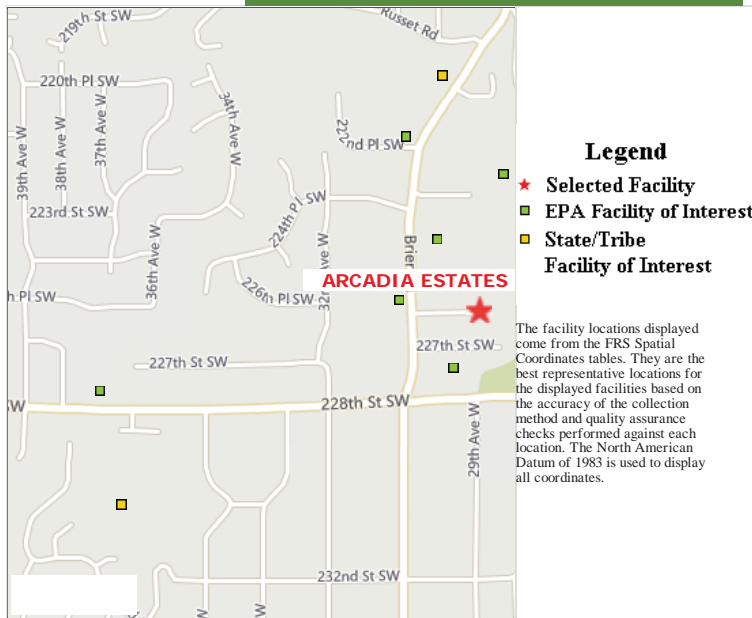 219th St SW
Russet Rd
220th Pl SW
34th Ave W
39th Ave W
38th Ave W
37th Ave W
222nd Pl SW
223rd St SW
224th Pl SW
36th Ave W
32n
Brier
226th Pl SW
h Pl SW
ARCADIA ESTATES
227th St SW
227th St SW
228th St SW
SW
29th Ave W
232nd St SW
W
W
Legend
Selected Facility
EPA Facility of Interest
State/Tribe
Facility of Interest
The facility locations displayed
come from the FRS Spatial
Coordinates tables. They are the
best representative locations for
the displayed facilities based on
the accuracy of the collection
method and quality assurance
checks performed against each
location. The North American
Datum of 1983 is used to display
all coordinates.